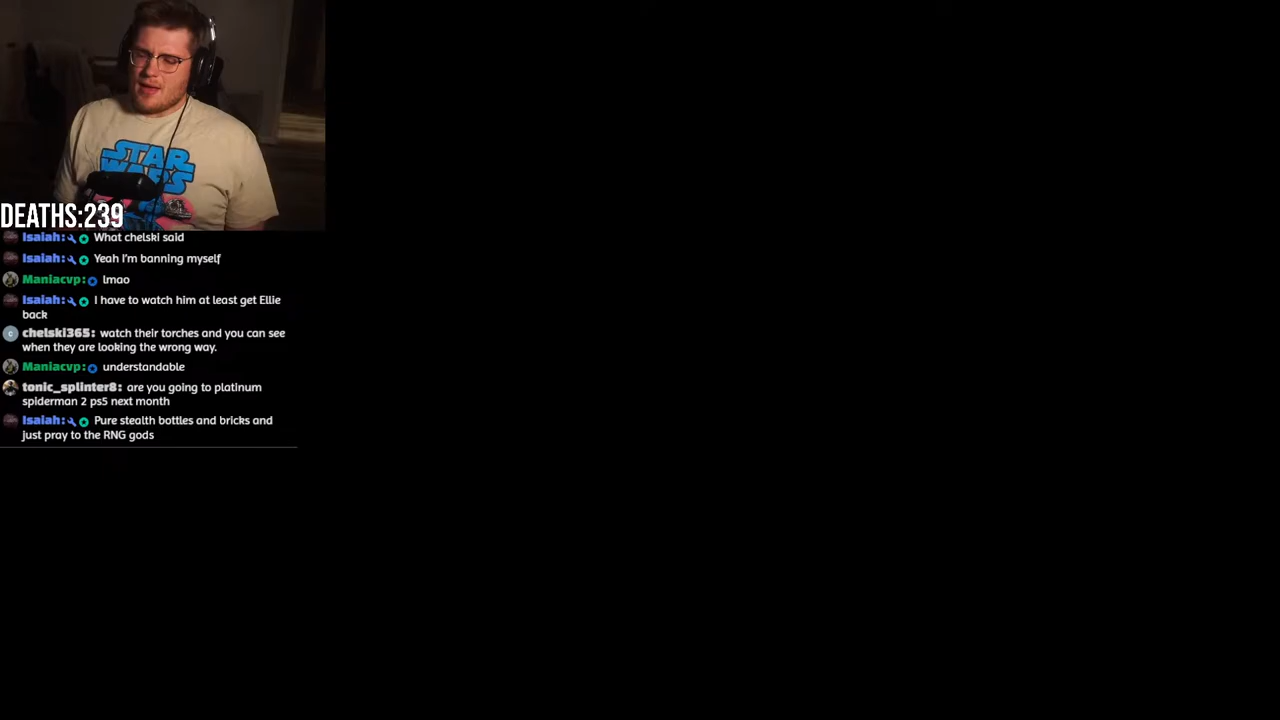 STAR
WARS
DEATHS:239
Isaiah: What chelski said
Isaiah: Yeah I'm banning myself
Maniacvp: lmao
Isaiah: I have to watch him at least get Ellie
back
chelski365: watch their torches and you can see
when they are looking the wrong way.
Maniacvp: understandable
tonic_splinter8: are you going to platinum
spiderman 2 ps5 next month
Isaiah: Pure stealth bottles and bricks and
just pray to the RNG gods